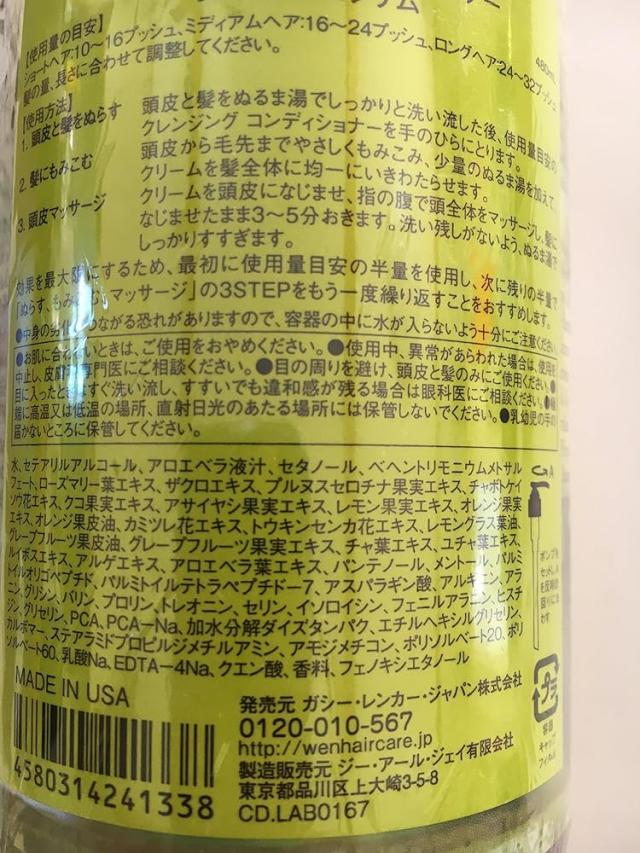 【使用量の目安】
ショートヘア:10〜16プッシュ、ミディアムヘア:16〜24プッシュ、ロングヘア:24〜32プッシュ
髪の量、長さに合わせて調整してください。
480mL
【使用方法】
1. 頭皮と髪をぬらす
頭皮と髪をぬるま湯でしっかりと洗い流した後、使用量目安の
クレンジング コンディショナーを手のひらにとります。
2. 髪にもみこむ
頭皮から毛先までやさしくもみこみ、少量のぬるま湯を加えて、
クリームを髪全体に均一にいきわたらせます。
3. 頭皮マッサージ
クリームを頭皮になじませ、指の腹で頭全体をマッサージし、髪に
なじませたまま3〜5分おきます。洗い残しがないよう、ぬるま湯で
しっかりすすぎます。
効果を最大限にするため、最初に使用量目安の半量を使用し、次に残りの半量で
「ぬらす、もみこむ、マッサージ」の3STEPをもう一度繰り返すことをおすすめします。
●中身の劣化につながる恐れがありますので、容器の中に水が入らないよう十分にご注意ください。
●お肌に合わないときは、ご使用をおやめください。●使用中、異常があらわれた場合は、使用を
中止し、皮膚専門医にご相談ください。●目の周りを避け、頭皮と髪のみにご使用ください。●
目に入ったときはすぐ洗い流し、すすいでも違和感が残る場合は眼科医にご相談ください。●極
端に高温又は低温の場所、直射日光のあたる場所には保管しないでください。●乳幼児の手の
届かないところに保管してください。
水、セテアリルアルコール、アロエベラ液汁、セタノール、ベヘントリモニウムメトサル
フェート、ローズマリー葉エキス、ザクロエキス、プルヌスセロチナ果実エキス、チャボトケイ
ソウ花エキス、クコ果実エキス、アサイヤシ果実エキス、レモン果実エキス、オレンジ果実
エキス、オレンジ果皮油、カミツレ花エキス、トウキンセンカ花エキス、レモングラス葉油、
グレープフルーツ果皮油、グレープフルーツ果実エキス、チャ葉エキス、ユチャ葉エキス、
ルイボスエキス、アルゲエキス、アロエベラ葉エキス、パンテノール、メントール、パルミ
トイルオリゴペプチド、パルミトイルテトラペプチド-7、アスパラギン酸、アルギニン、アラ
ニン、グリシン、バリン、プロリン、トレオニン、セリン、イソロイシン、フェニルアラニン、ヒスチ
ジン、グリセリン、PCA、PCA-Na、加水分解ダイズタンパク、エチルヘキシルグリセリン、
カルボマー、ステアラミドプロピルジメチルアミン、アモジメチコン、ポリソルベート20、ポリ
ソルベート60、乳酸Na、EDTA-4Na、クエン酸、香料、フェノキシエタノール
MADE IN USA
発売元 ガシー・レンカー・ジャパン株式会社
0120-010-567
http://wenhaircare.jp
製造販売元 ジー・アール・ジェイ有限会社
東京都品川区上大崎3-5-8
CD.LAB0167
4580314241338
プラ